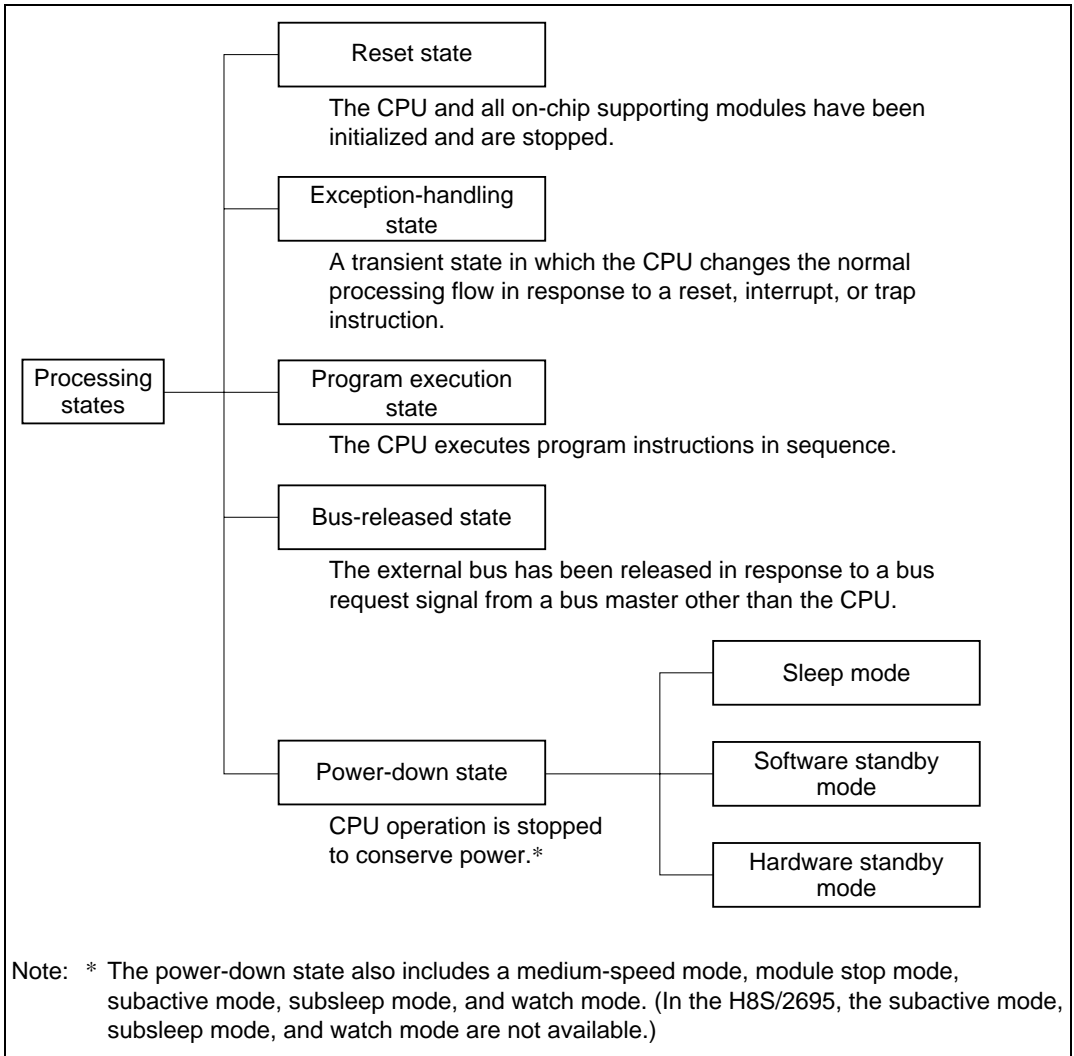 Reset state
The CPU and all on-chip supporting modules have been
initialized and are stopped.
Exception-handling
state
A transient state in which the CPU changes the normal
processing flow in response to a reset, interrupt, or trap
instruction.
Processing
states
Program execution
state
The CPU executes program instructions in sequence.
Bus-released state
The external bus has been released in response to a bus
request signal from a bus master other than the CPU.
Sleep mode
Power-down state
Software standby
mode
CPU operation is stopped
to conserve power.*
Hardware standby
mode
Note: * The power-down state also includes a medium-speed mode, module stop mode,
subactive mode, subsleep mode, and watch mode. (In the H8S/2695, the subactive mode,
subsleep mode, and watch mode are not available.)